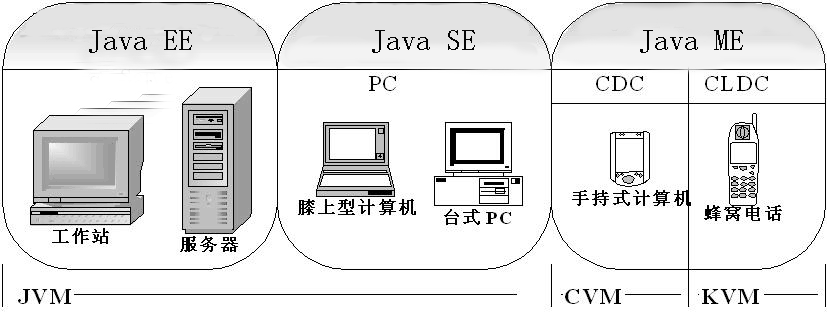 Java EE
Java SE
Java ME
PC
CDC
CLDC
工作站
服务器
膝上型计算机
台式PC
手持式计算机
蜂窝电话
JVM
CVM
KVM